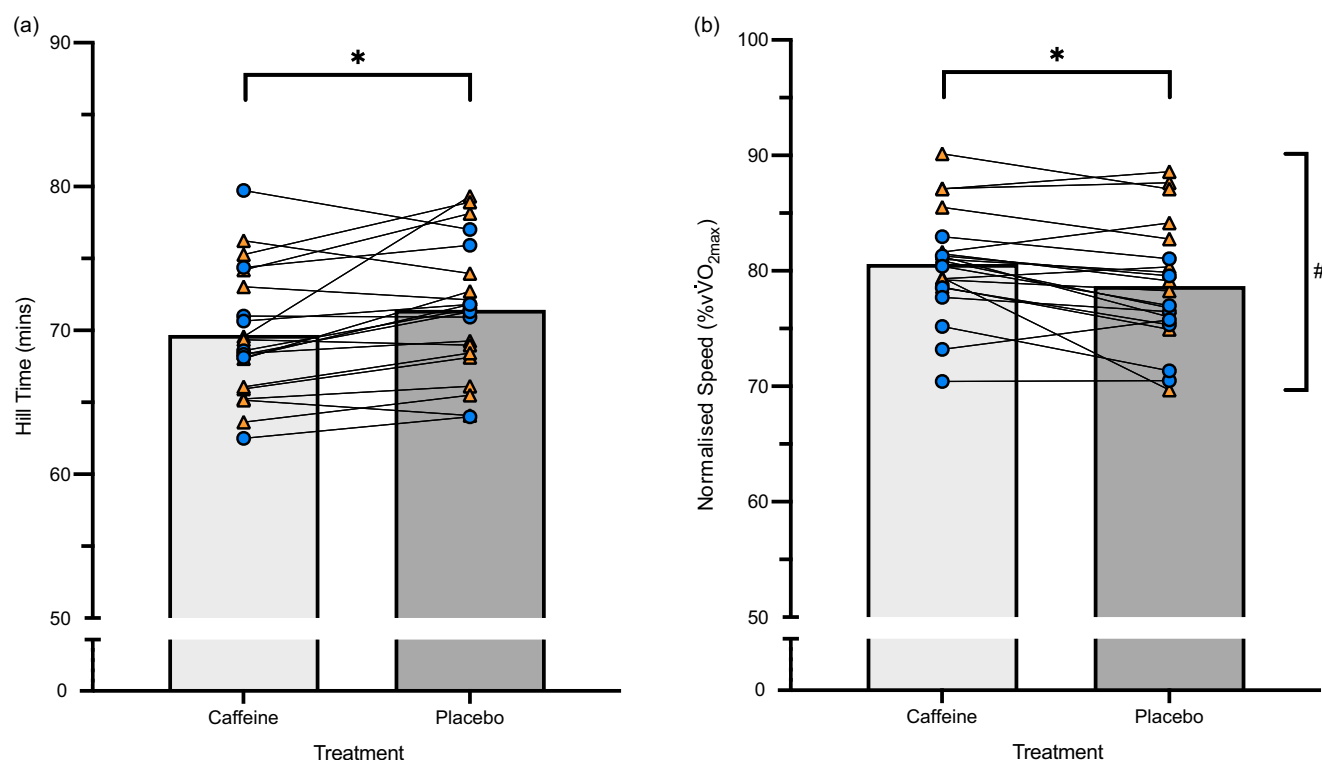 (a)
90
80
70
60
50
0
Hill Time (mins)
*
Caffeine
Placebo
Treatment
(b)
100
90
80
70
60
50
0
Normalised Speed (%vV̇O2max)
*
#
Caffeine
Placebo
Treatment